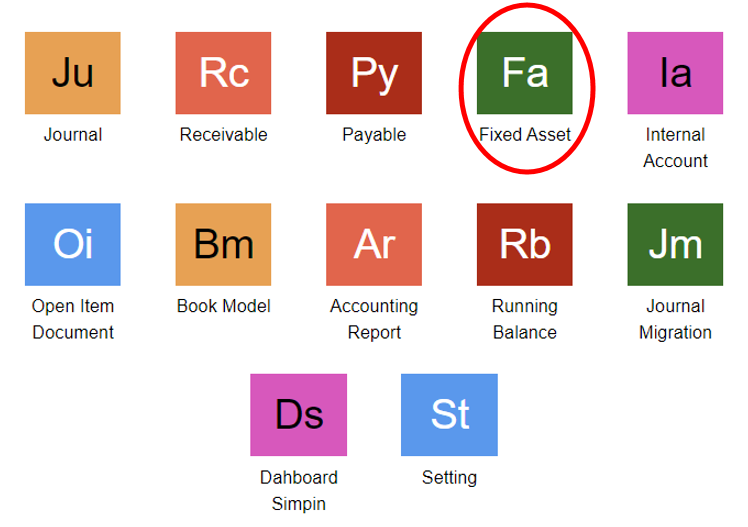 Ju
Rc
Py
Fa
Ia
Journal
Receivable
Payable
Fixed Asset
Internal
Account
Oi
Bm
Ar
Rb
Jm
Open Item
Document
Book Model
Accounting
Report
Running
Balance
Journal
Migration
Ds
St
Dahboard
Simpin
Setting